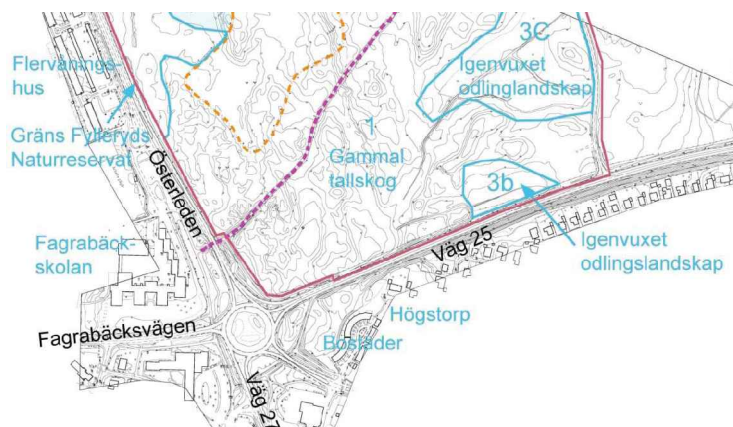 3C
Igenvuxet
odlinglandskap
Flervånings-
hus
1
Gammal
tallskog
Gräns Fylleryds
Naturreservat
3b
Österleden
Igenvuxet
odlingslandskap
Väg 25
Fagrabäck-
skolan
Högstorp
Fagrabäcksvägen
Bostäder
Väg 27